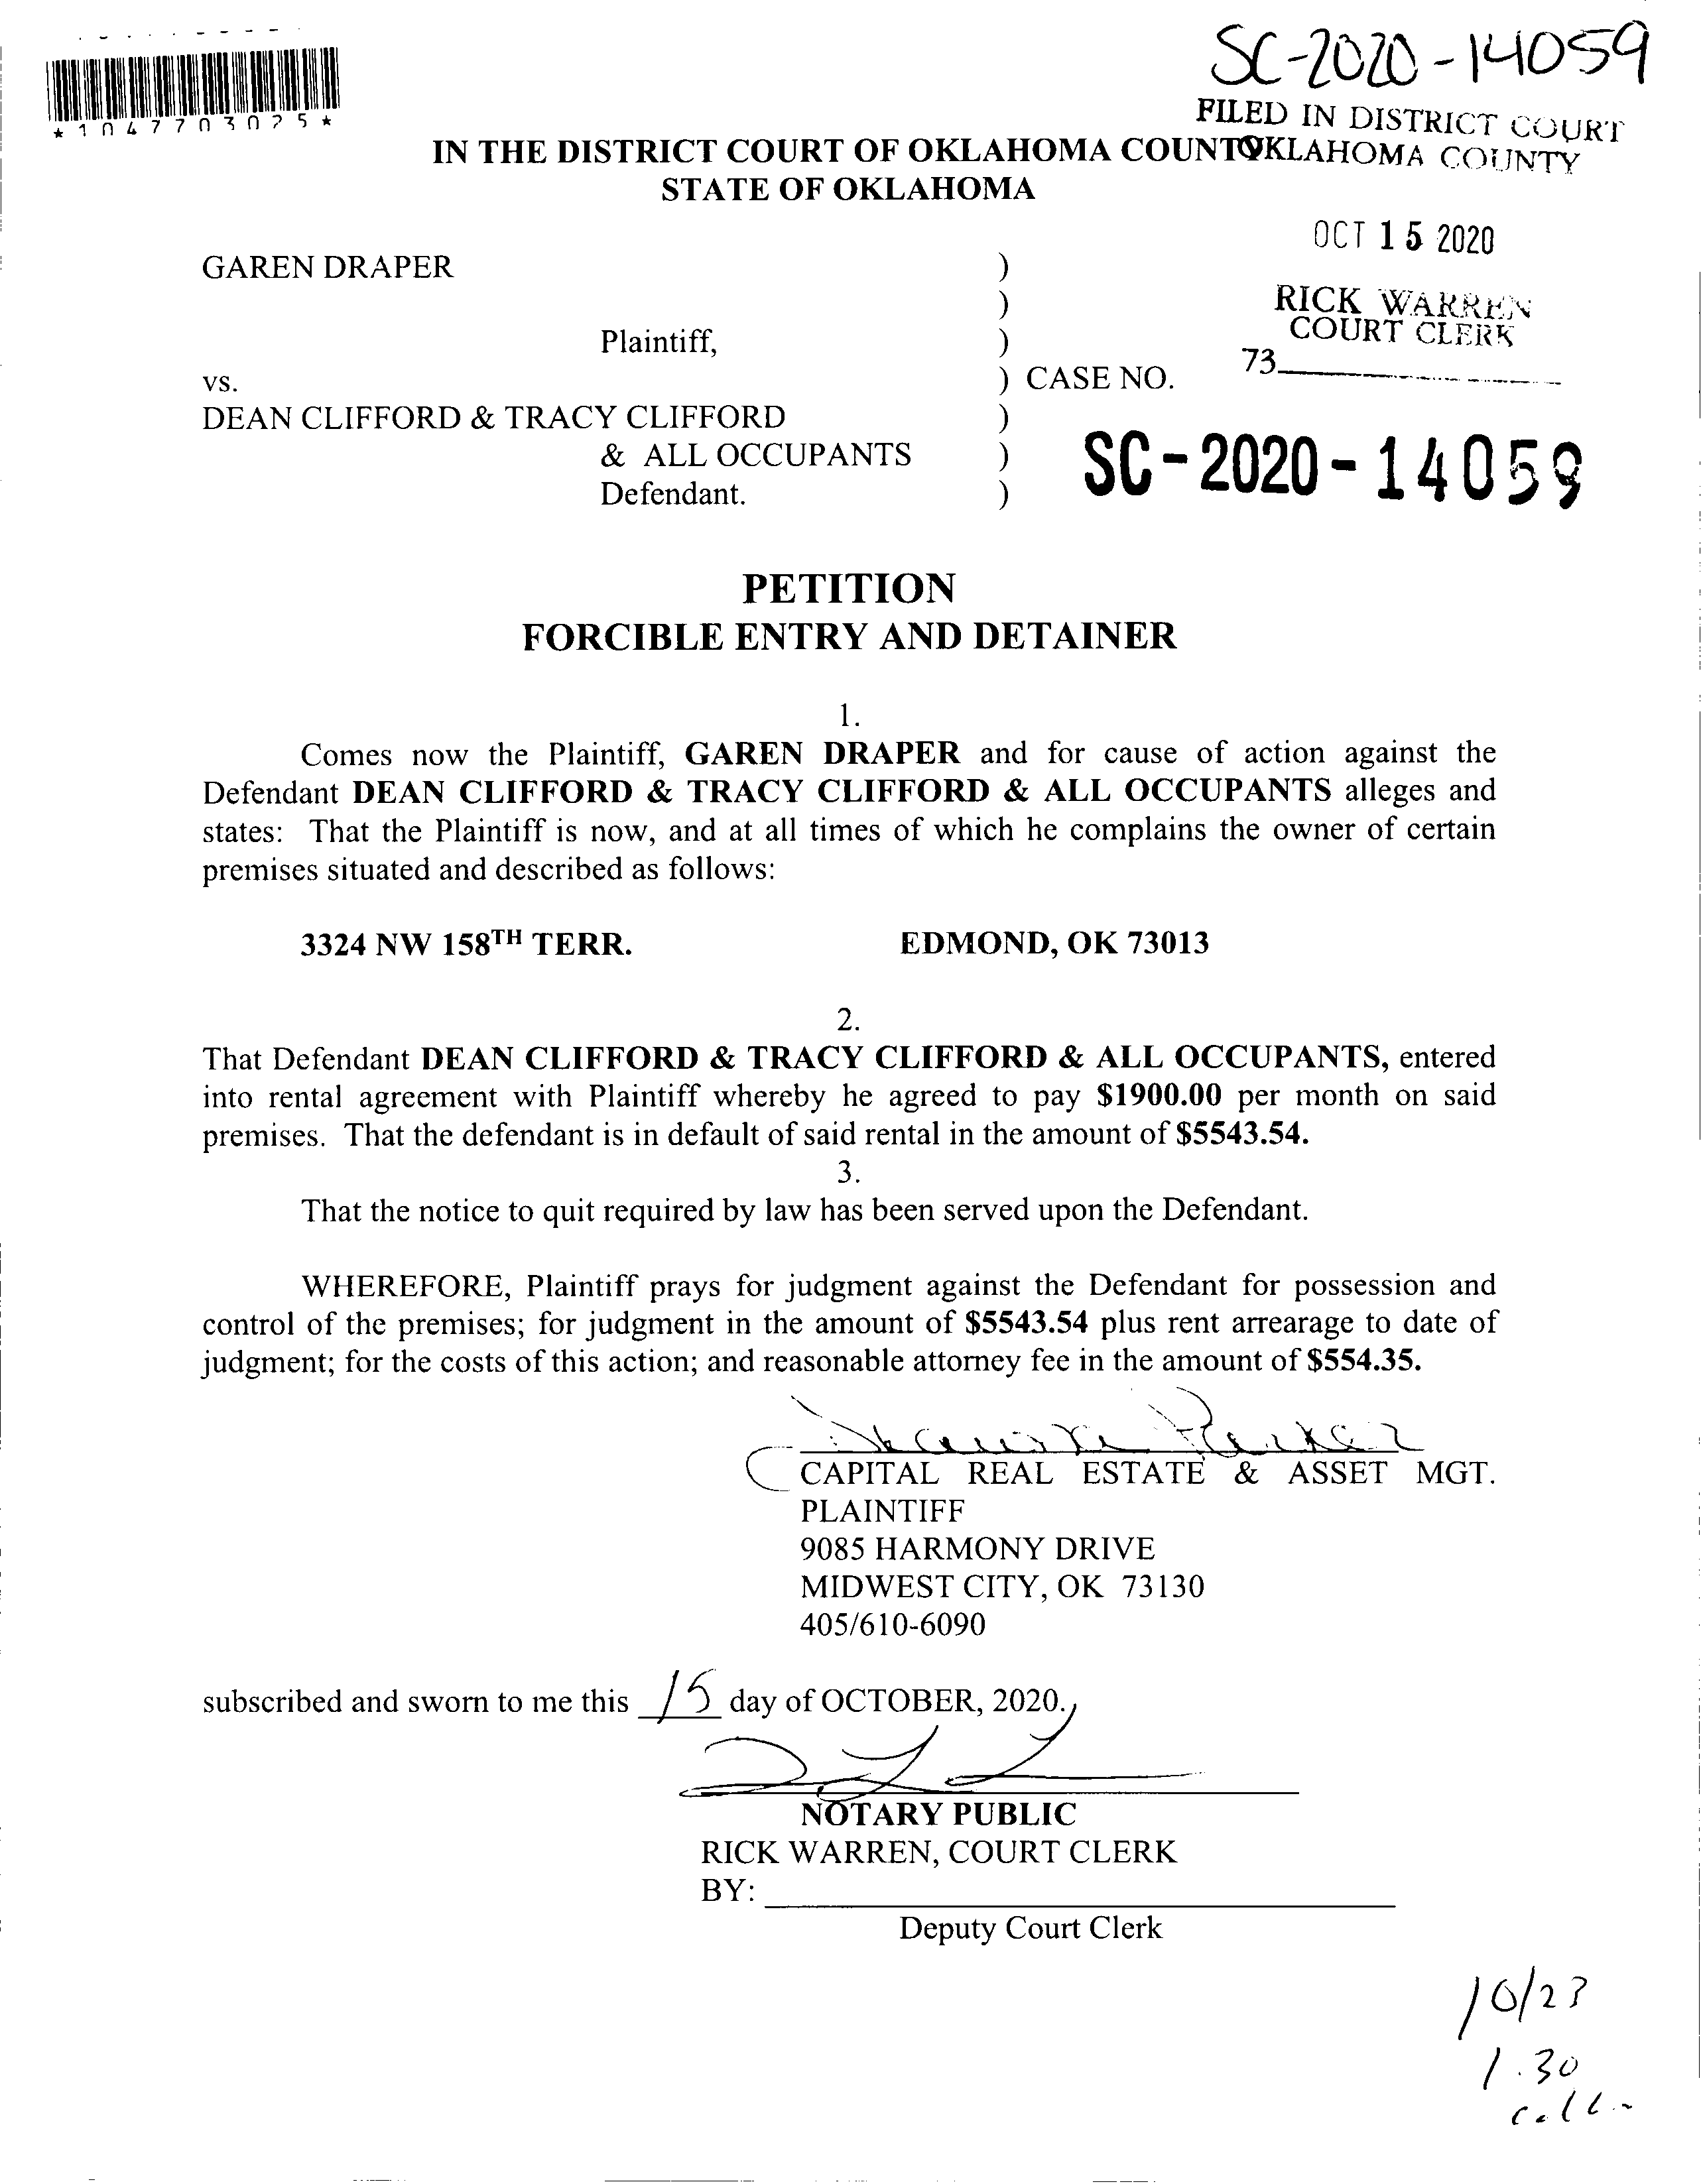 SC-2020-14059
*1047703025*
FILED IN DISTRICT COURT
OKLAHOMA COUNTY
IN THE DISTRICT COURT OF OKLAHOMA COUNTY
STATE OF OKLAHOMA
OCT 15 2020
GAREN DRAPER )
)
RICK WARREN
COURT CLERK
Plaintiff, )
73
vs. ) CASE NO.
DEAN CLIFFORD & TRACY CLIFFORD )
& ALL OCCUPANTS )
SC-2020-14059
Defendant. )
PETITION
FORCIBLE ENTRY AND DETAINER
1.
Comes now the Plaintiff, GAREN DRAPER and for cause of action against the
Defendant DEAN CLIFFORD & TRACY CLIFFORD & ALL OCCUPANTS alleges and
states: That the Plaintiff is now, and at all times of which he complains the owner of certain
premises situated and described as follows:
3324 NW 158TH TERR. EDMOND, OK 73013
2.
That Defendant DEAN CLIFFORD & TRACY CLIFFORD & ALL OCCUPANTS, entered
into rental agreement with Plaintiff whereby he agreed to pay $1900.00 per month on said
premises. That the defendant is in default of said rental in the amount of $5543.54.
3.
That the notice to quit required by law has been served upon the Defendant.
WHEREFORE, Plaintiff prays for judgment against the Defendant for possession and
control of the premises; for judgment in the amount of $5543.54 plus rent arrearage to date of
judgment; for the costs of this action; and reasonable attorney fee in the amount of $554.35.
CAPITAL REAL ESTATE & ASSET MGT.
PLAINTIFF
9085 HARMONY DRIVE
MIDWEST CITY, OK 73130
405/610-6090
subscribed and sworn to me this 15 day of OCTOBER, 2020.
NOTARY PUBLIC
RICK WARREN, COURT CLERK
BY:
Deputy Court Clerk
10/23
1.30